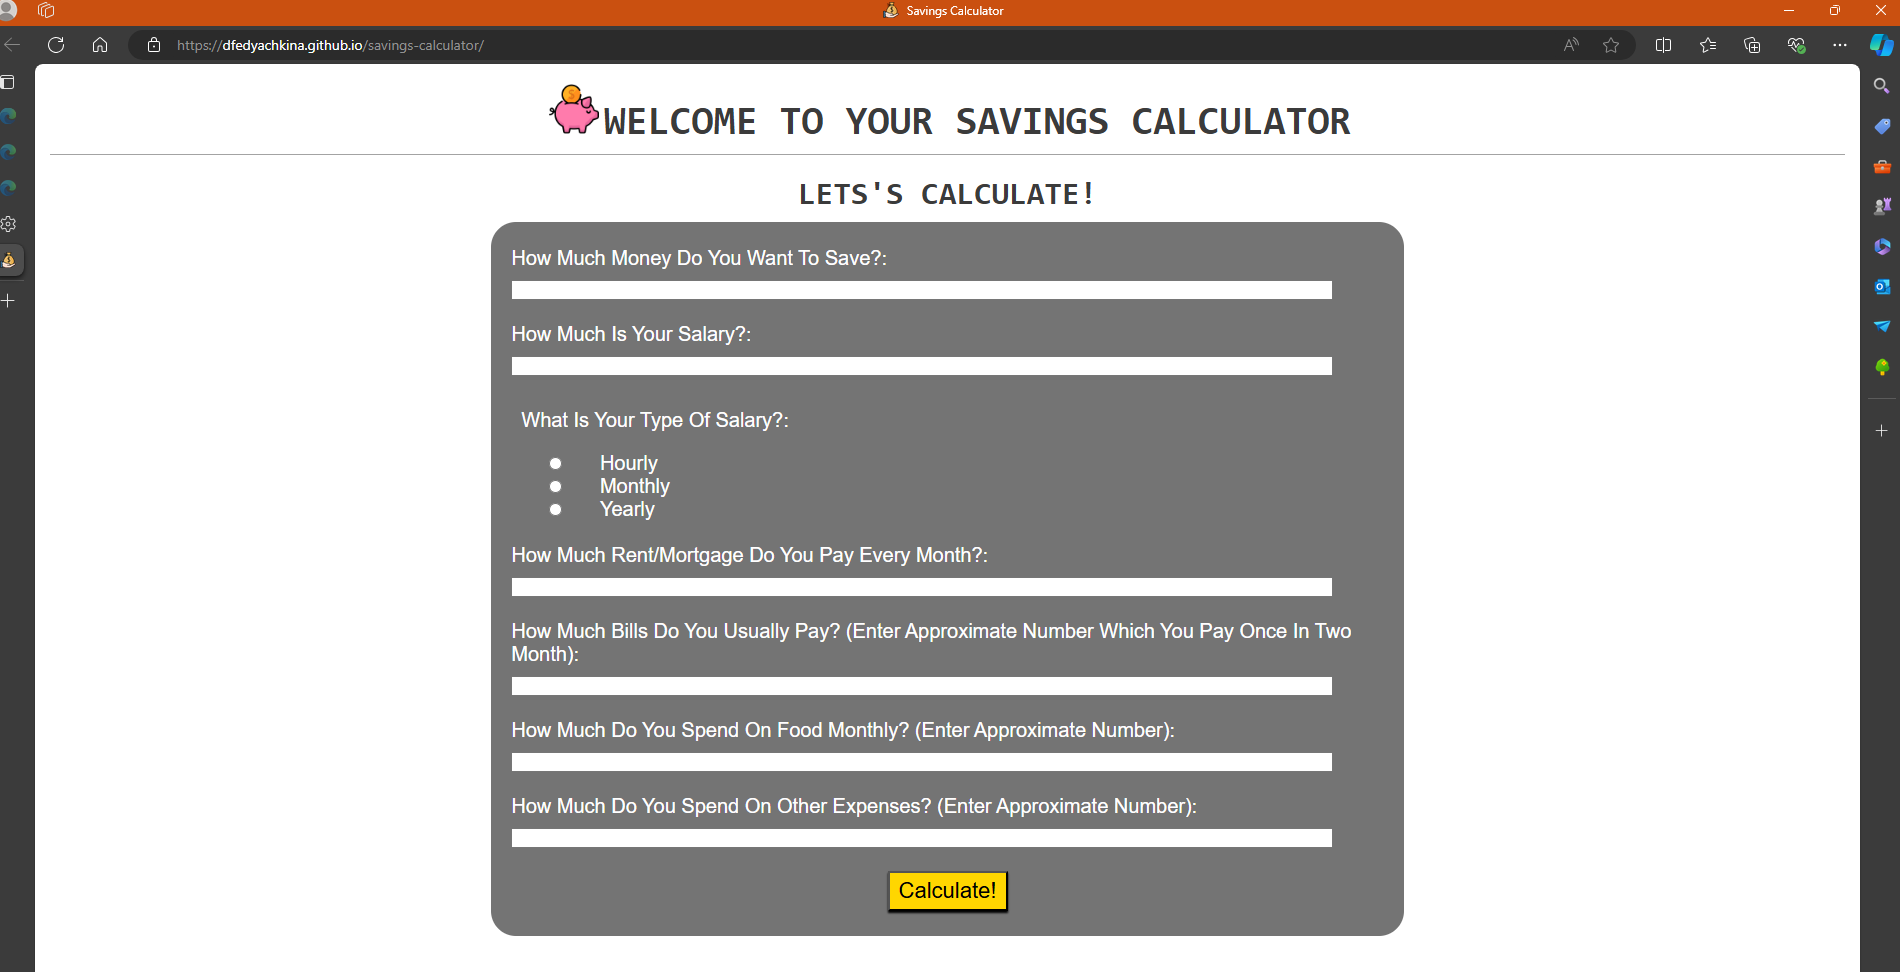 Savings Calculator
https://dfedyachkina.github.io/savings-calculator/
WELCOME TO YOUR SAVINGS CALCULATOR
LETS'S CALCULATE!
How Much Money Do You Want To Save?:
How Much Is Your Salary?:
What Is Your Type Of Salary?:
Hourly
Monthly
Yearly
How Much Rent/Mortgage Do You Pay Every Month?:
How Much Bills Do You Usually Pay? (Enter Approximate Number Which You Pay Once In Two
Month):
How Much Do You Spend On Food Monthly? (Enter Approximate Number):
How Much Do You Spend On Other Expenses? (Enter Approximate Number):
Calculate!